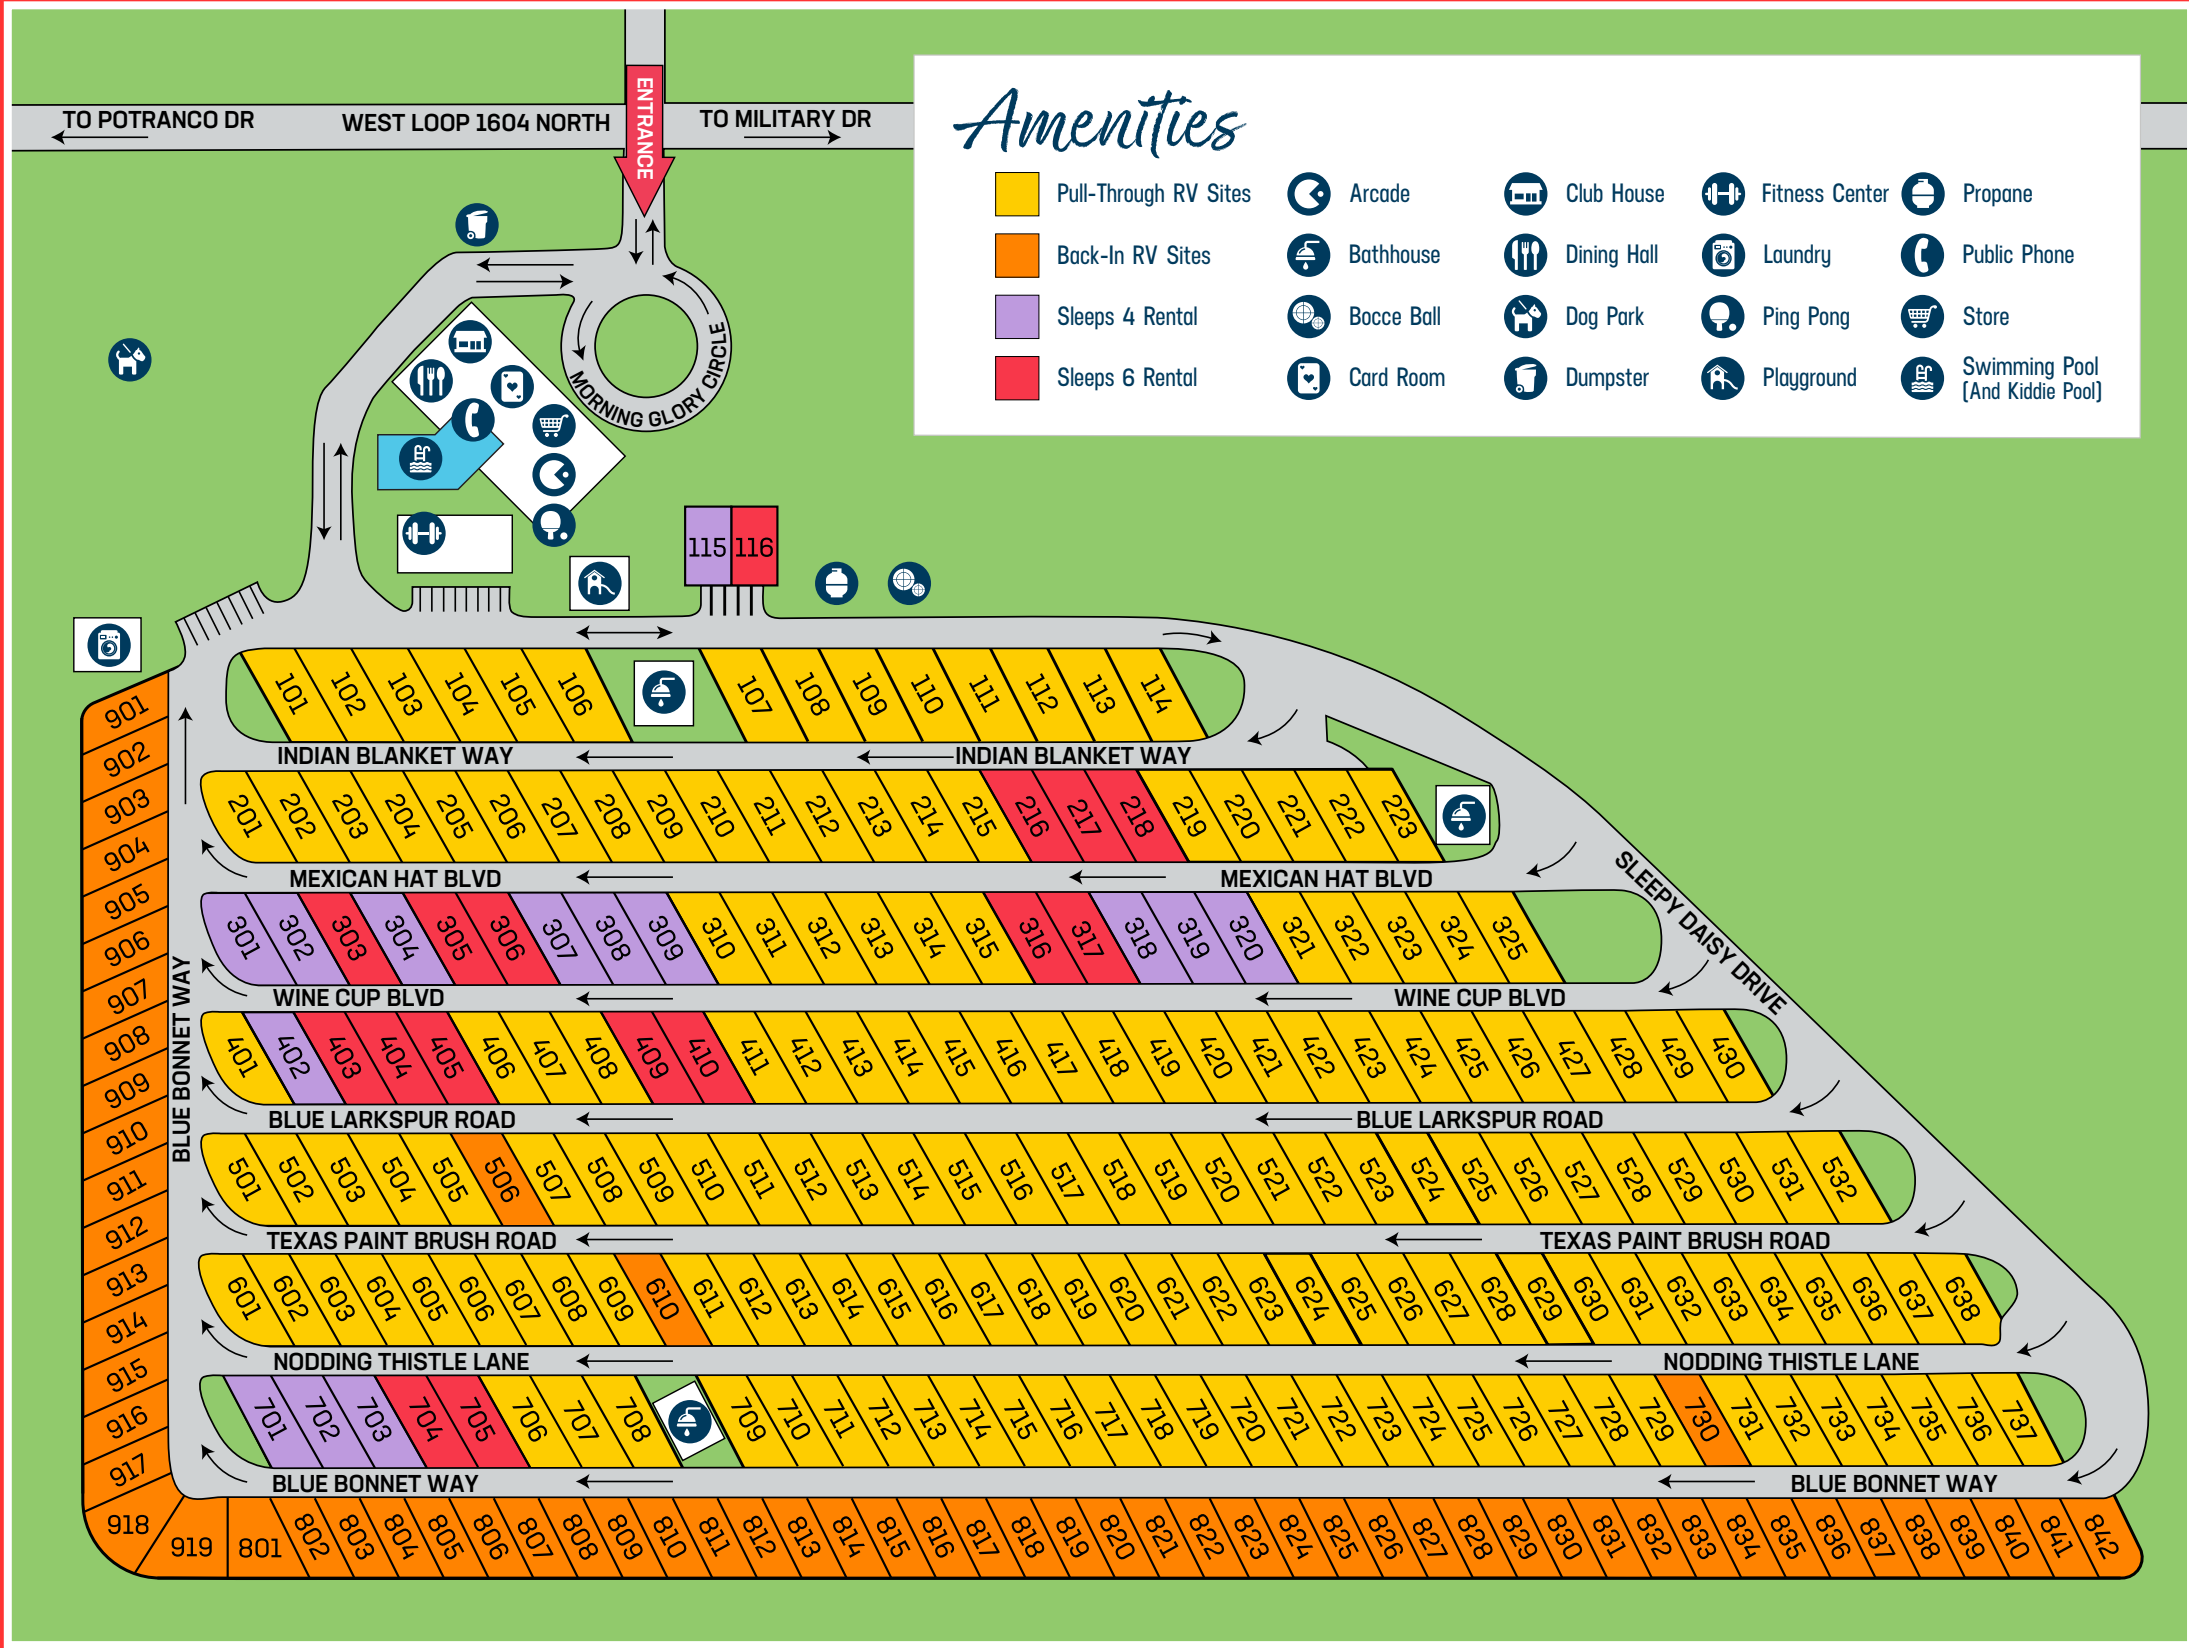 TO POTRANCO DR
WEST LOOP 1604 NORTH
ENTRANCE
TO MILITARY DR
Amenities
Pull-Through RV Sites
Back-In RV Sites
Sleeps 4 Rental
Sleeps 6 Rental
Arcade
Bathhouse
Bocce Ball
Card Room
Club House
Dining Hall
Dog Park
Dumpster
Fitness Center
Laundry
Ping Pong
Playground
Propane
Public Phone
Store
Swimming Pool
(And Kiddie Pool)
MORNING GLORY CIRCLE
115 116
101 102 103 104 105 106 107 108 109 110 111 112 113 114
INDIAN BLANKET WAY INDIAN BLANKET WAY
201 202 203 204 205 206 207 208 209 210 211 212 213 214 215 216 217 218 219 220 221 222 223
MEXICAN HAT BLVD MEXICAN HAT BLVD
SLEEPY DAISY DRIVE
301 302 303 304 305 306 307 308 309 310 311 312 313 314 315 316 317 318 319 320 321 322 323 324 325
WINE CUP BLVD WINE CUP BLVD
401 402 403 404 405 406 407 408 409 410 411 412 413 414 415 416 417 418 419 420 421 422 423 424 425 426 427 428 429 430
BLUE LARKSPUR ROAD BLUE LARKSPUR ROAD
501 502 503 504 505 506 507 508 509 510 511 512 513 514 515 516 517 518 519 520 521 522 523 524 525 526 527 528 529 530 531 532
TEXAS PAINT BRUSH ROAD TEXAS PAINT BRUSH ROAD
601 602 603 604 605 606 607 608 609 610 611 612 613 614 615 616 617 618 619 620 621 622 623 624 625 626 627 628 629 630 631 632 633 634 635 636 637 638
NODDING THISTLE LANE NODDING THISTLE LANE
701 702 703 704 705 706 707 708 709 710 711 712 713 714 715 716 717 718 719 720 721 722 723 724 725 726 727 728 729 730 731 732 733 734 735 736 737
BLUE BONNET WAY BLUE BONNET WAY
BLUE BONNET WAY
901
902
903
904
905
906
907
908
909
910
911
912
913
914
915
916
917
918
919 801 802 803 804 805 806 807 808 809 810 811 812 813 814 815 816 817 818 819 820 821 822 823 824 825 826 827 828 829 830 831 832 833 834 835 836 837 838 839 840 841 842